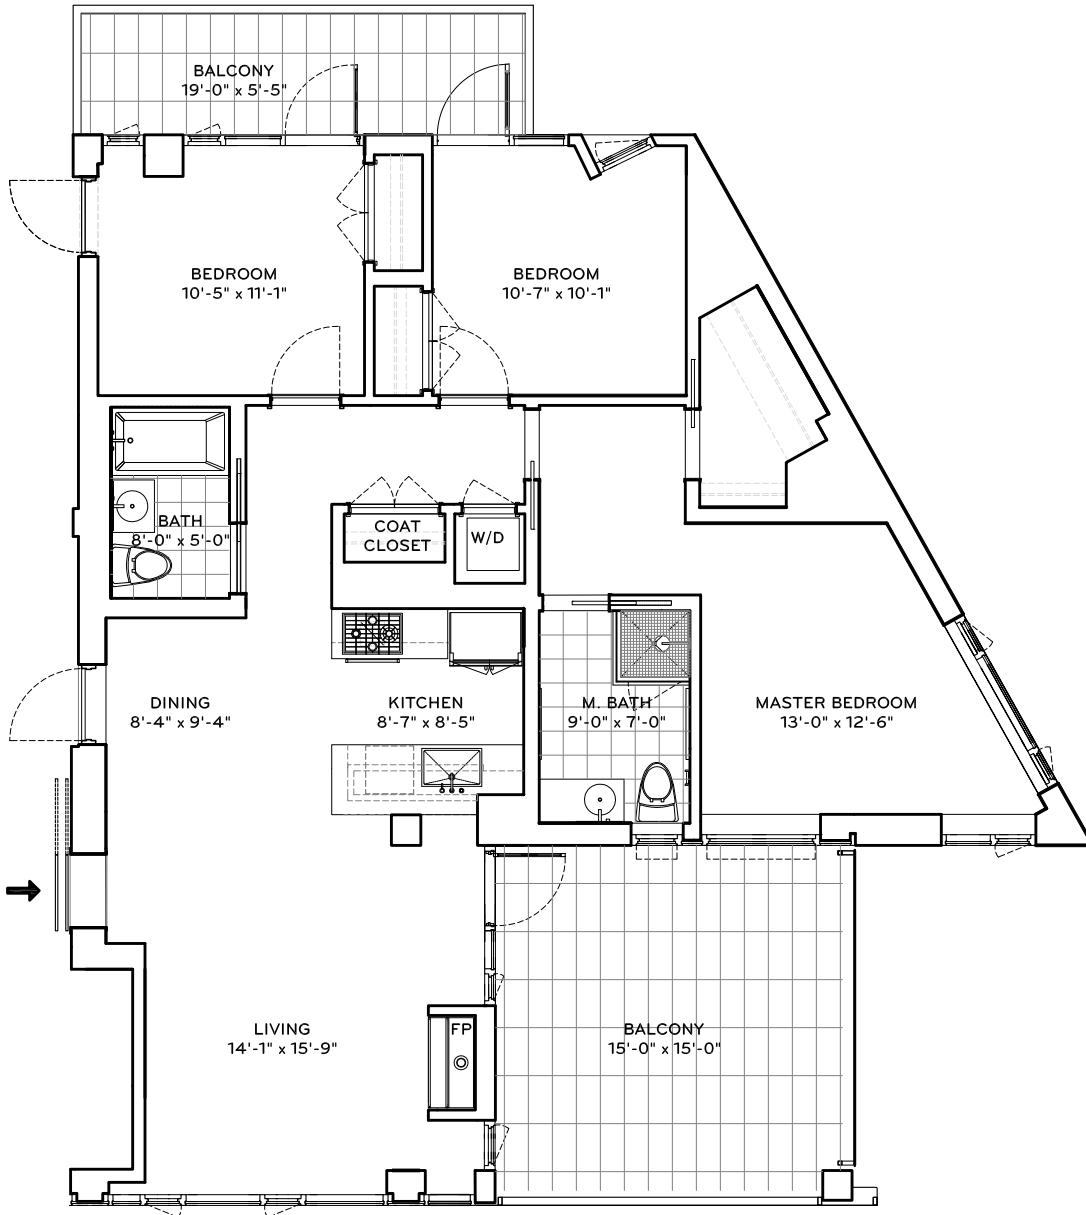 BALCONY
19'-0" x 5'-5"
BEDROOM
10'-5" x 11'-1"
BEDROOM
10'-7" x 10'-1"
BATH
8'-0" x 5'-0"
COAT
CLOSET
W/D
DINING
8'-4" x 9'-4"
KITCHEN
8'-7" x 8'-5"
M. BATH
9'-0" x 7'-0"
MASTER BEDROOM
13'-0" x 12'-6"
LIVING
14'-1" x 15'-9"
FP
BALCONY
15'-0" x 15'-0"